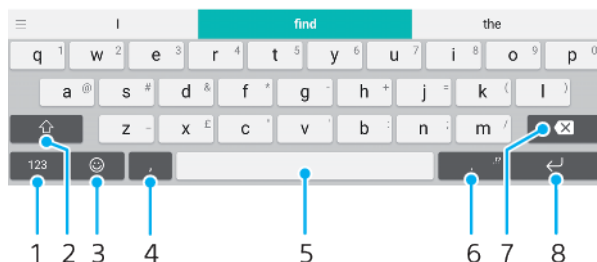 I find the
q 1 w 2 e 3 r 4 t 5 y 6 u 7 i 8 o 9 p 0
a @ s # d & f * g - h + j = k ( l )
z _ x £ c " v ' b : n ; m /
123 , . ,!?
1 2 3 4 5 6 7 8